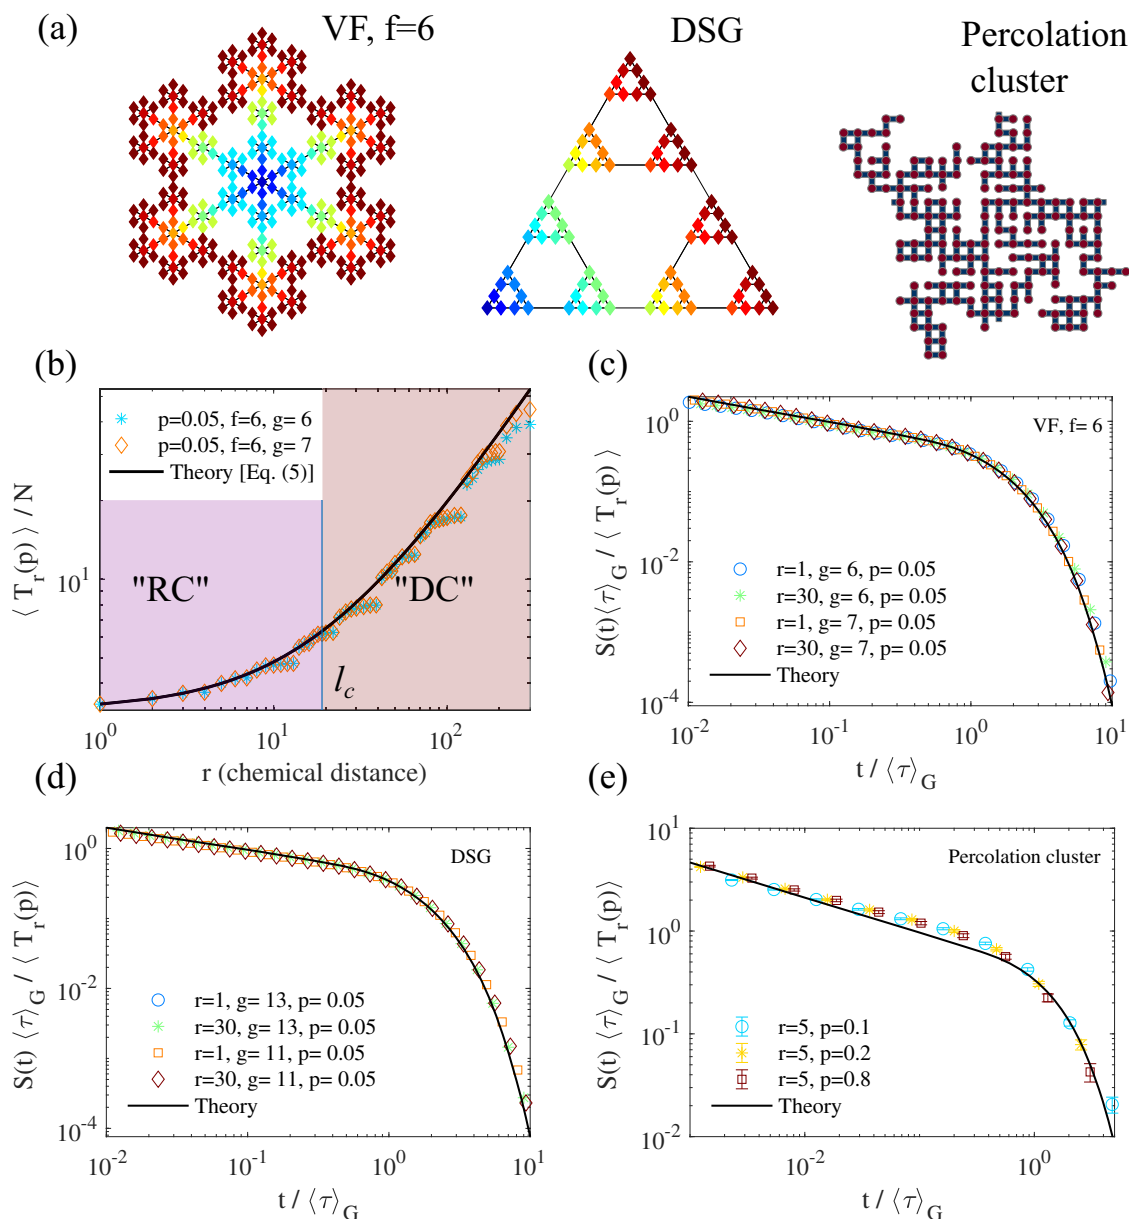 (a)
VF, f=6
DSG
Percolation
cluster
(b)
p=0.05, f=6, g= 6
p=0.05, f=6, g= 7
Theory [Eq. (5)]
"RC"
"DC"
l_c
⟨ T_r(p) ⟩ / N
10^1
10^0
10^1
10^2
r (chemical distance)
(c)
VF, f= 6
r=1, g= 6, p= 0.05
r=30, g= 6, p= 0.05
r=1, g= 7, p= 0.05
r=30, g= 7, p= 0.05
Theory
S(t)⟨τ⟩_G / ⟨ T_r(p) ⟩
10^0
10^-2
10^-4
10^-2
10^-1
10^0
10^1
t / ⟨τ⟩_G
(d)
DSG
r=1, g= 13, p= 0.05
r=30, g= 13, p= 0.05
r=1, g= 11, p= 0.05
r=30, g= 11, p= 0.05
Theory
S(t) ⟨τ⟩_G / ⟨ T_r(p) ⟩
10^0
10^-2
10^-4
10^-2
10^-1
10^0
10^1
t / ⟨τ⟩_G
(e)
Percolation cluster
r=5, p=0.1
r=5, p=0.2
r=5, p=0.8
Theory
S(t) ⟨τ⟩_G / ⟨ T_r(p) ⟩
10^1
10^0
10^-1
10^-2
10^-2
10^0
t / ⟨τ⟩_G